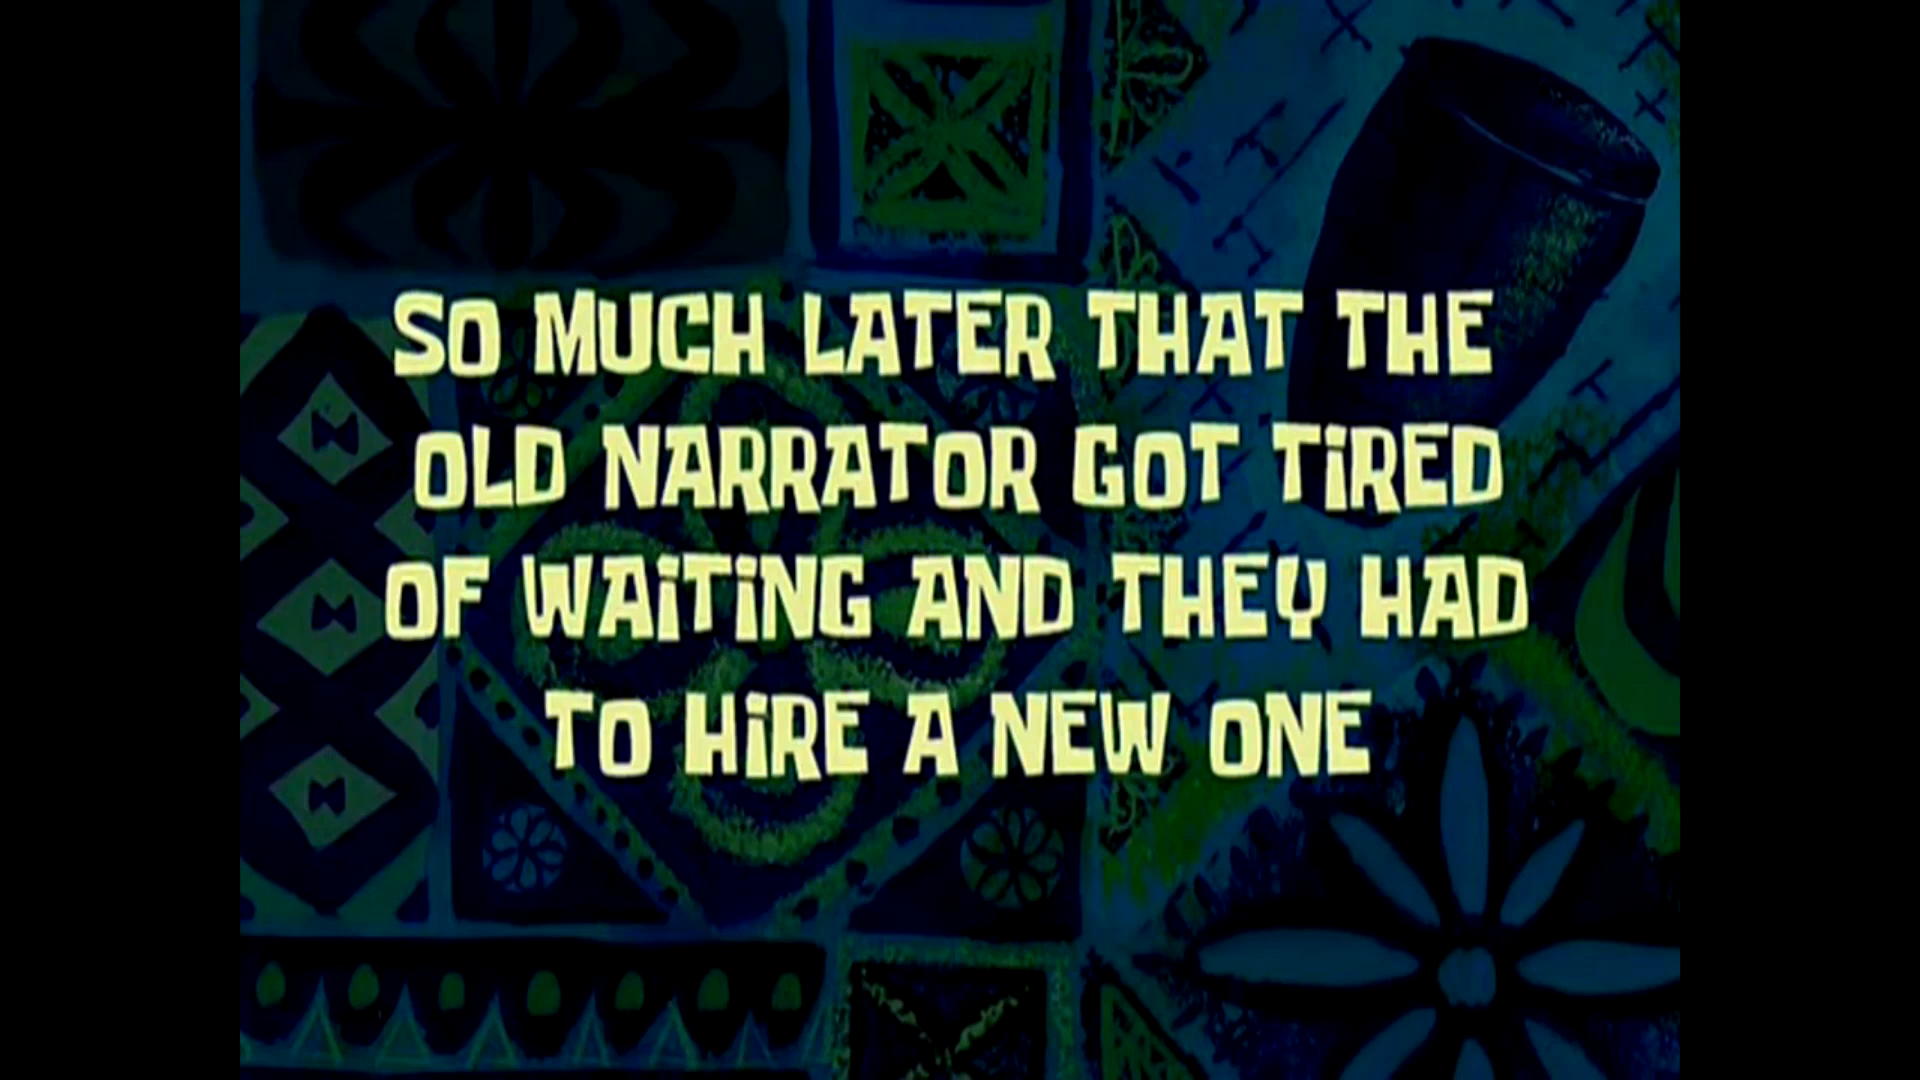 SO MUCH LATER THAT THE
OLD NARRATOR GOT TiRED
OF WAiTiNG AND THEY HAD
TO HiRE A NEW ONE